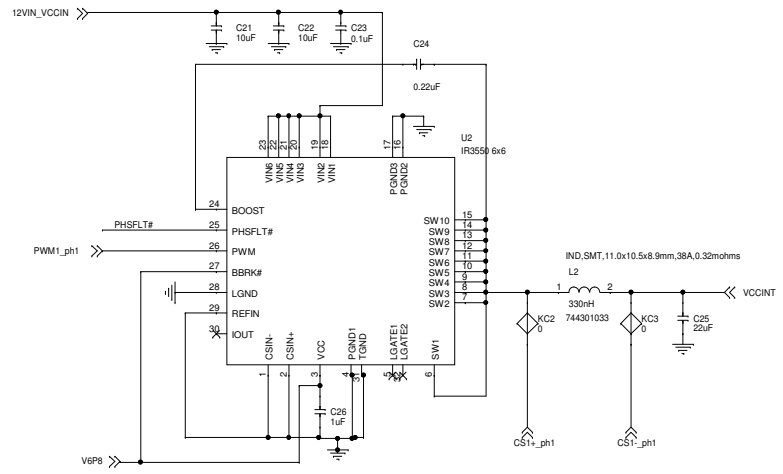 12VIN_VCCIN
C21
10uF
C22
10uF
C23
0.1uF
C24
0.22uF
U2
IR3550 6x6
23
22
21
20
19
18
17
16
VIN6
VIN5
VIN4
VIN3
VIN2
VIN1
PGND3
PGND2
24
BOOST
PHSFLT#
25
PHSFLT#
PWM1_ph1
26
PWM
27
BBRK#
28
LGND
29
REFIN
30
IOUT
SW10
15
SW9
14
SW8
13
SW7
12
SW6
11
SW5
10
SW4
9
SW3
8
SW2
7
IND,SMT,11.0x10.5x8.9mm,38A,0.32mohms
L2
1
2
330nH
744301033
VCCINT
KC2
0
KC3
0
C25
22uF
CSIN-
CSIN+
VCC
PGND1
TGND
LGATE1
LGATE2
SW1
1
2
3
4
31
5
32
6
C26
1uF
CS1+_ph1
CS1-_ph1
V6P8